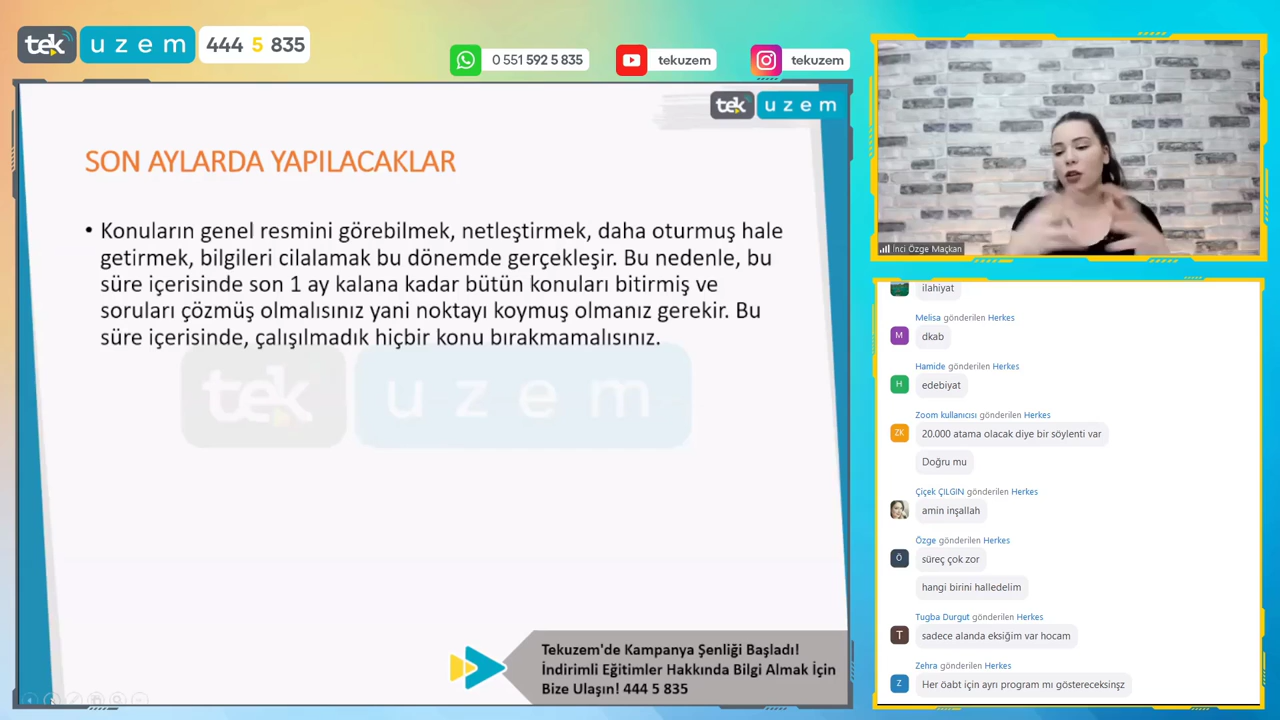 tek uzem 444 5 835
0 551 592 5 835
tekuzem
tekuzem
tek uzem
SON AYLARDA YAPILACAKLAR
• Konuların genel resmini görebilmek, netleştirmek, daha oturmuş hale
getirmek, bilgileri cilalamak bu dönemde gerçekleşir. Bu nedenle, bu
süre içerisinde son 1 ay kalana kadar bütün konuları bitirmiş ve
soruları çözmüş olmalısınız yani noktayı koymuş olmanız gerekir. Bu
süre içerisinde, çalışılmadık hiçbir konu bırakmamalısınız.
tek uzem
Tekuzem'de Kampanya Şenliği Başladı!
İndirimli Eğitimler Hakkında Bilgi Almak İçin
Bize Ulaşın! 444 5 835
İnci Özge Maçkan
ilahiyat
Melisa gönderilen Herkes
M
dkab
Hamide gönderilen Herkes
H
edebiyat
Zoom kullanıcısı gönderilen Herkes
ZK
20.000 atama olacak diye bir söylenti var
Doğru mu
Çiçek ÇILGIN gönderilen Herkes
amin inşallah
Özge gönderilen Herkes
Ö
süreç çok zor
hangi birini halledelim
Tugba Durgut gönderilen Herkes
T
sadece alanda eksiğim var hocam
Zehra gönderilen Herkes
Z
Her öabt için ayrı program mı göstereceksinşz